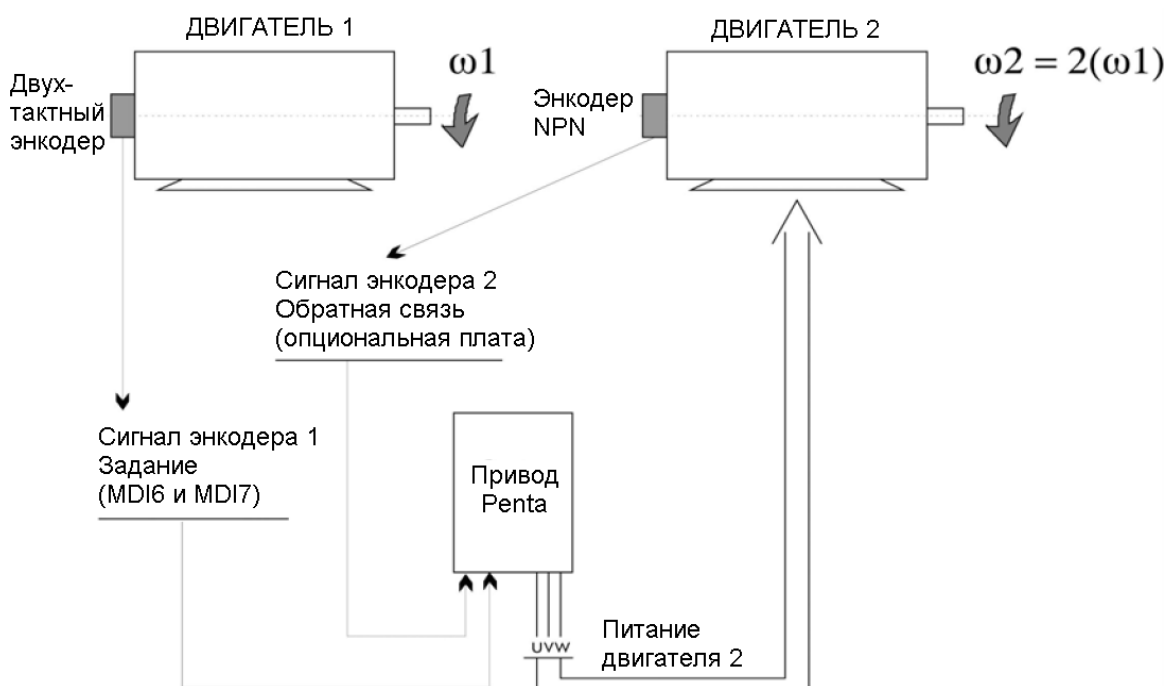 ДВИГАТЕЛЬ 1
ДВИГАТЕЛЬ 2
Двух-
тактный
энкодер
ω1
Энкодер
NPN
ω2 = 2(ω1)
Сигнал энкодера 2
Обратная связь
(опциональная плата)
Сигнал энкодера 1
Задание
(MDI6 и MDI7)
Привод
Penta
UVW
Питание
двигателя 2